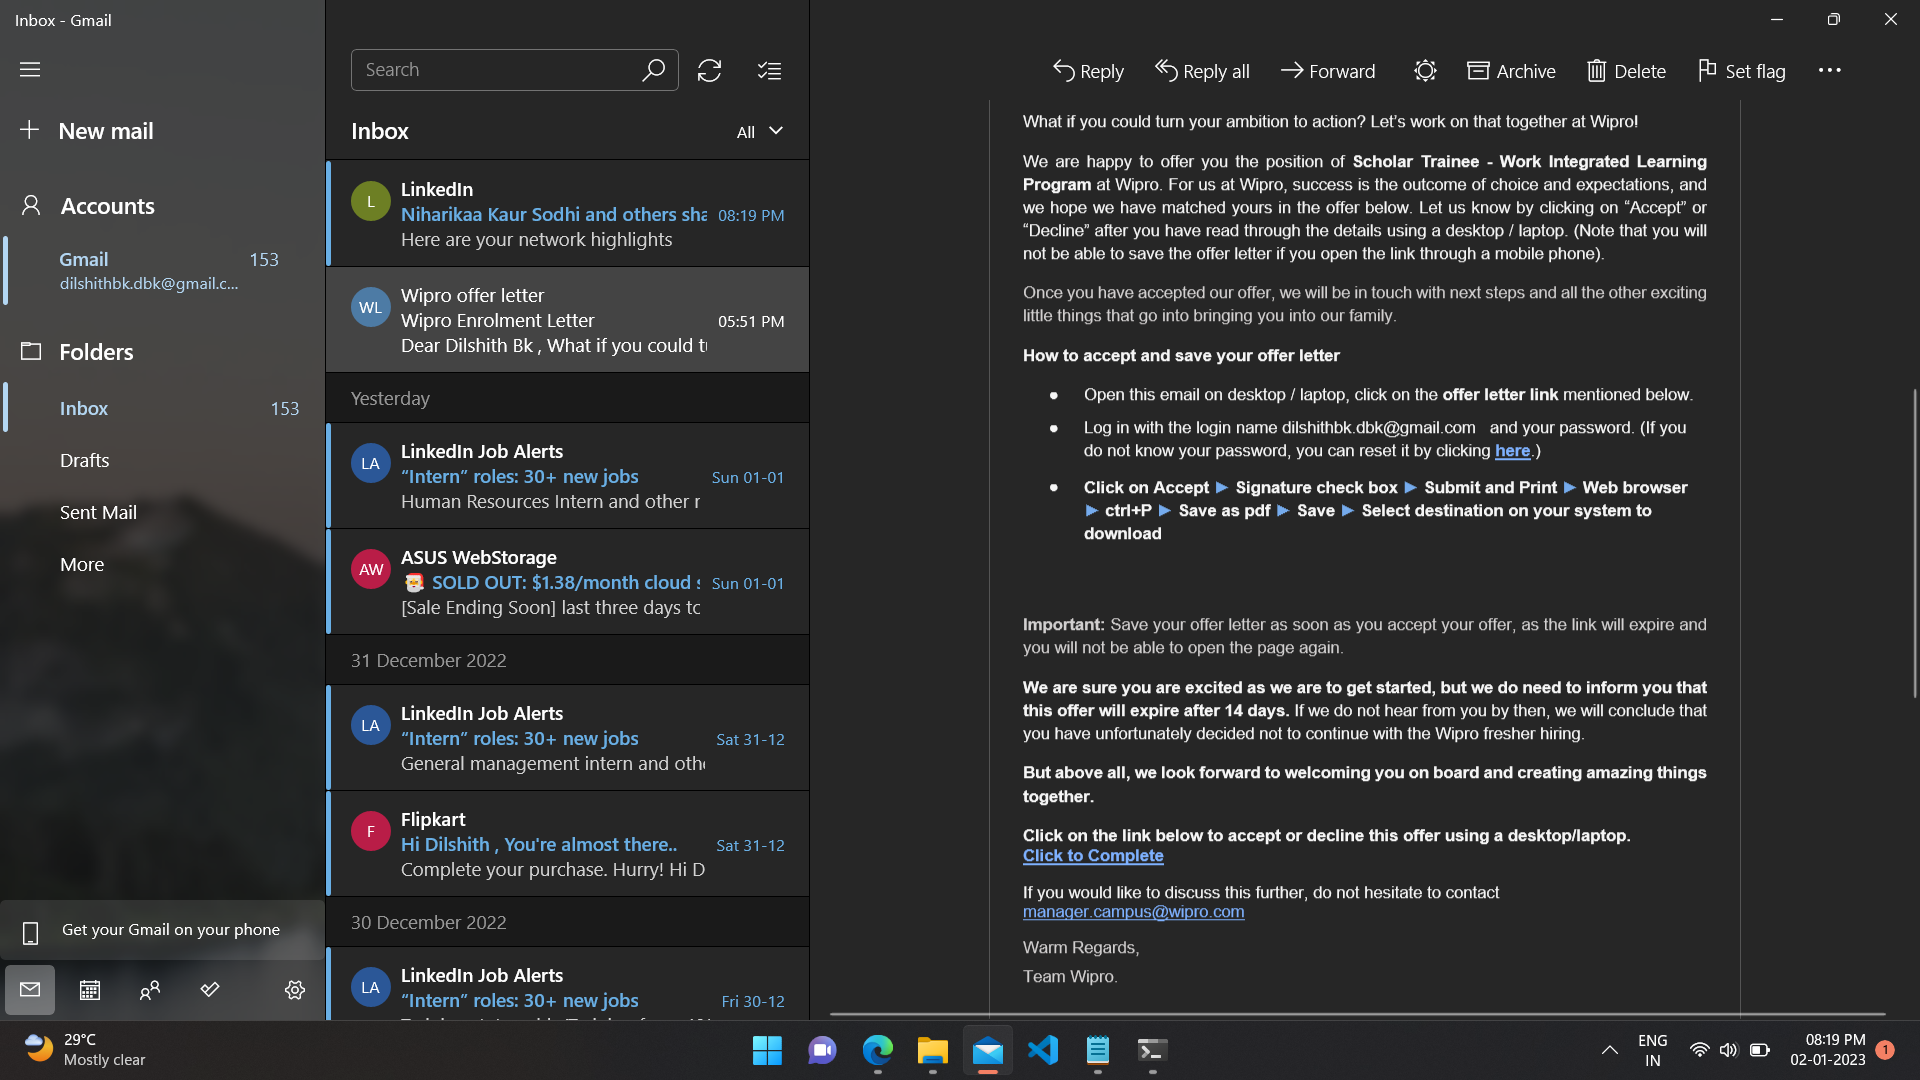 Inbox - Gmail
New mail
Accounts
Gmail 153
dilshithbk.dbk@gmail.c...
Folders
Inbox 153
Drafts
Sent Mail
More
Get your Gmail on your phone
Search
Inbox All
L
LinkedIn
Niharikaa Kaur Sodhi and others sha 08:19 PM
Here are your network highlights
WL
Wipro offer letter
Wipro Enrolment Letter 05:51 PM
Dear Dilshith Bk , What if you could tu
Yesterday
LA
LinkedIn Job Alerts
“Intern” roles: 30+ new jobs Sun 01-01
Human Resources Intern and other r
AW
ASUS WebStorage
🎅 SOLD OUT: $1.38/month cloud s Sun 01-01
[Sale Ending Soon] last three days to
31 December 2022
LA
LinkedIn Job Alerts
“Intern” roles: 30+ new jobs Sat 31-12
General management intern and othe
F
Flipkart
Hi Dilshith , You're almost there.. Sat 31-12
Complete your purchase. Hurry! Hi D
30 December 2022
LA
LinkedIn Job Alerts
“Intern” roles: 30+ new jobs Fri 30-12
Reply Reply all Forward Archive Delete Set flag
What if you could turn your ambition to action? Let’s work on that together at Wipro!
We are happy to offer you the position of Scholar Trainee - Work Integrated Learning
Program at Wipro. For us at Wipro, success is the outcome of choice and expectations, and
we hope we have matched yours in the offer below. Let us know by clicking on “Accept” or
“Decline” after you have read through the details using a desktop / laptop. (Note that you will
not be able to save the offer letter if you open the link through a mobile phone).
Once you have accepted our offer, we will be in touch with next steps and all the other exciting
little things that go into bringing you into our family.
How to accept and save your offer letter
● Open this email on desktop / laptop, click on the offer letter link mentioned below.
● Log in with the login name dilshithbk.dbk@gmail.com and your password. (If you
do not know your password, you can reset it by clicking here.)
● Click on Accept ► Signature check box ► Submit and Print ► Web browser
► ctrl+P ► Save as pdf ► Save ► Select destination on your system to
download
Important: Save your offer letter as soon as you accept your offer, as the link will expire and
you will not be able to open the page again.
We are sure you are excited as we are to get started, but we do need to inform you that
this offer will expire after 14 days. If we do not hear from you by then, we will conclude that
you have unfortunately decided not to continue with the Wipro fresher hiring.
But above all, we look forward to welcoming you on board and creating amazing things
together.
Click on the link below to accept or decline this offer using a desktop/laptop.
Click to Complete
If you would like to discuss this further, do not hesitate to contact
manager.campus@wipro.com
Warm Regards,
Team Wipro.
29°C
Mostly clear
ENG
IN
08:19 PM
02-01-2023
1